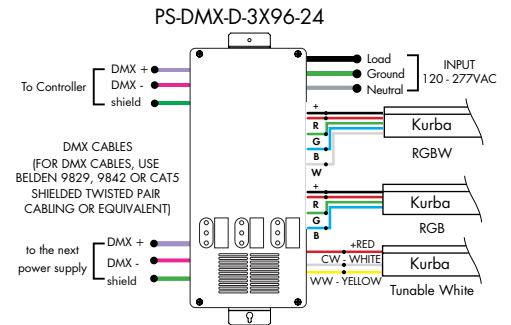 PS-DMX-D-3X96-24
To Controller
DMX +
DMX -
shield
Load
Ground
Neutral
INPUT
120 - 277VAC
+
R
G
B
W
Kurba
RGBW
DMX CABLES
(FOR DMX CABLES, USE
BELDEN 9829, 9842 OR CAT5
SHIELDED TWISTED PAIR
CABLING OR EQUIVALENT)
+
R
G
B
Kurba
RGB
to the next
power supply
DMX +
DMX -
shield
+RED
CW - WHITE
WW - YELLOW
Kurba
Tunable White